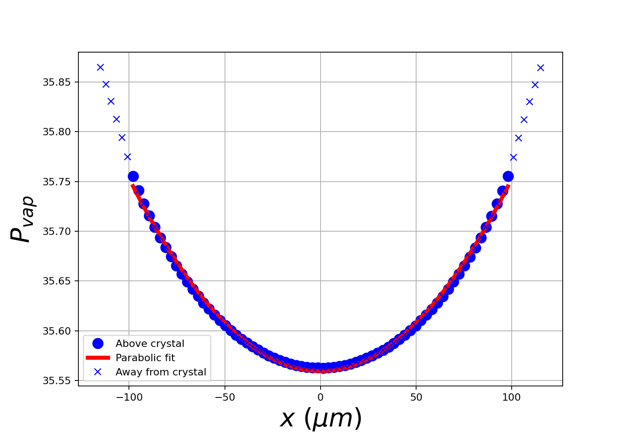 35.85
35.80
35.75
35.70
35.65
35.60
35.55
P_vap
Above crystal
Parabolic fit
Away from crystal
−100
−50
0
50
100
x (μm)